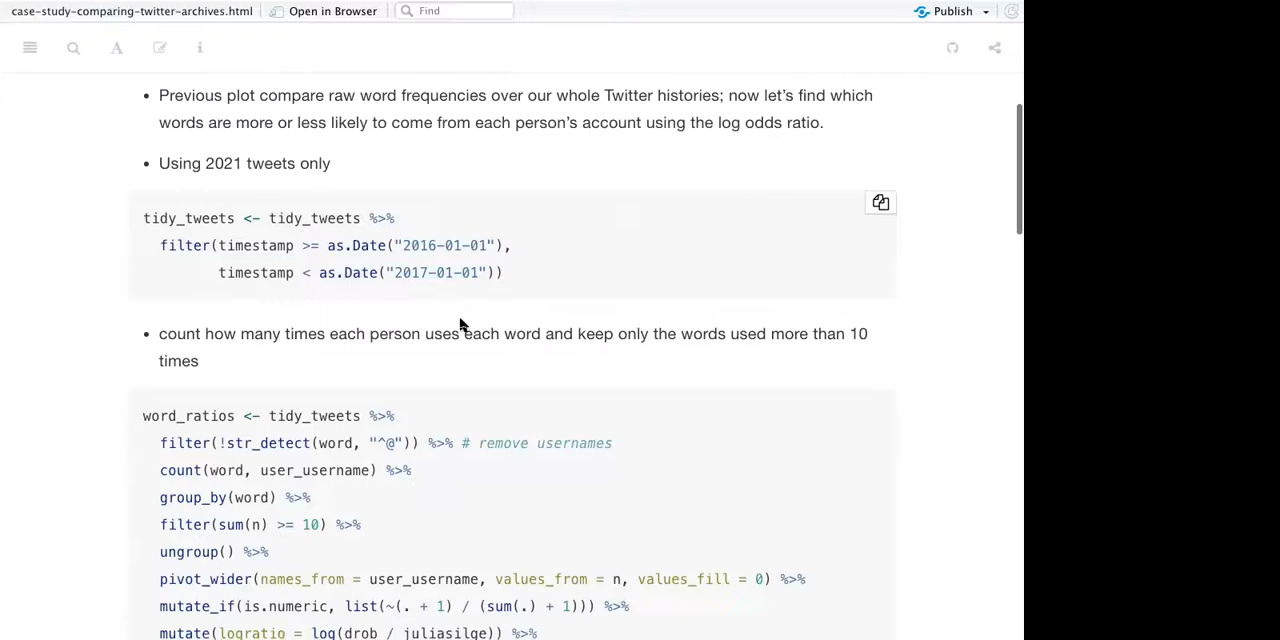 case-study-comparing-twitter-archives.html Open in Browser Find Publish
• Previous plot compare raw word frequencies over our whole Twitter histories; now let’s find which
words are more or less likely to come from each person’s account using the log odds ratio.
• Using 2021 tweets only
tidy_tweets <- tidy_tweets %>%
filter(timestamp >= as.Date("2016-01-01"),
timestamp < as.Date("2017-01-01"))
• count how many times each person uses each word and keep only the words used more than 10
times
word_ratios <- tidy_tweets %>%
filter(!str_detect(word, "^@")) %>% # remove usernames
count(word, user_username) %>%
group_by(word) %>%
filter(sum(n) >= 10) %>%
ungroup() %>%
pivot_wider(names_from = user_username, values_from = n, values_fill = 0) %>%
mutate_if(is.numeric, list(~(. + 1) / (sum(.) + 1))) %>%
mutate(logratio = log(drob / juliasilge)) %>%